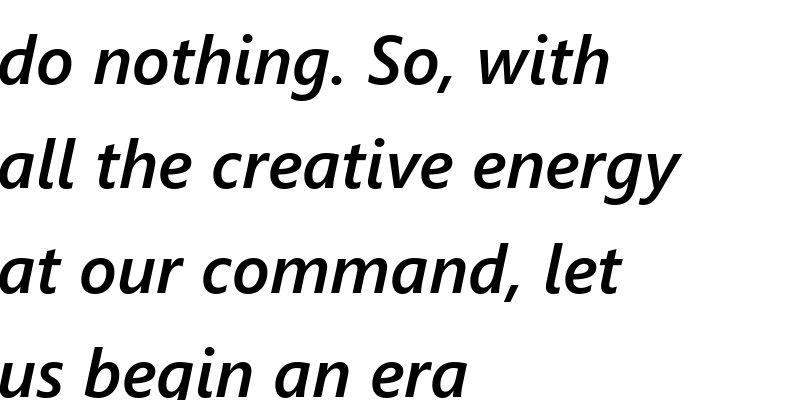 do nothing. So, with
all the creative energy
at our command, let
us begin an era